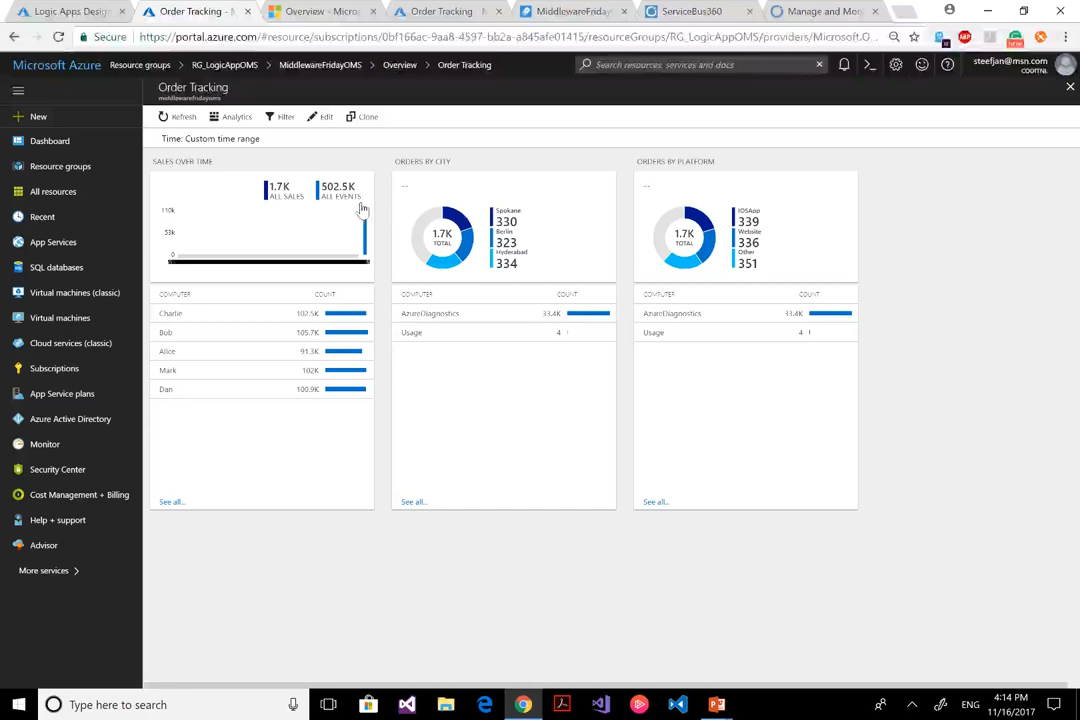 Logic Apps Design
Order Tracking - M
Overview - Micros
Order Tracking
MiddlewareFriday
ServiceBus360
Manage and Mon
Secure
https://portal.azure.com/#resource/subscriptions/0bf166ac-9aa8-4597-bb2a-a845afe01415/resourceGroups/RG_LogicAppOMS/providers/Microsoft.O...
Microsoft Azure
Resource groups > RG_LogicAppOMS > MiddlewareFridayOMS > Overview > Order Tracking
Search resources, services and docs
steefjan@msn.com
Order Tracking
middlewarefridayoms
New
Dashboard
Resource groups
All resources
Recent
App Services
SQL databases
Virtual machines (classic)
Virtual machines
Cloud services (classic)
Subscriptions
App Service plans
Azure Active Directory
Monitor
Security Center
Cost Management + Billing
Help + support
Advisor
More services
Refresh
Analytics
Filter
Edit
Clone
Time: Custom time range
SALES OVER TIME
1.7K
ALL SALES
502.5K
ALL EVENTS
110k
53k
0
COMPUTER COUNT
Charlie 102.5K
Bob 105.7K
Alice 91.3K
Mark 102K
Dan 100.9K
See all...
ORDERS BY CITY
--
1.7K
TOTAL
Spokane
330
Berlin
323
Hyderabad
334
COMPUTER COUNT
AzureDiagnostics 33.4K
Usage 4
See all...
ORDERS BY PLATFORM
--
1.7K
TOTAL
IOSApp
339
Website
336
Other
351
COMPUTER COUNT
AzureDiagnostics 33.4K
Usage 4
See all...
Type here to search
ENG
4:14 PM
11/16/2017